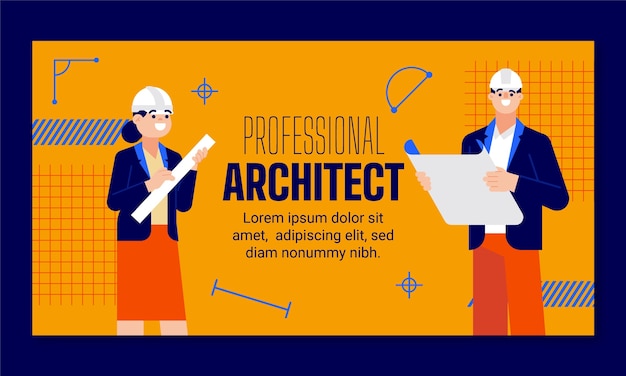 PROFESSIONAL
ARCHITECT
Lorem ipsum dolor sit
amet, adipiscing elit, sed
diam nonummy nibh.